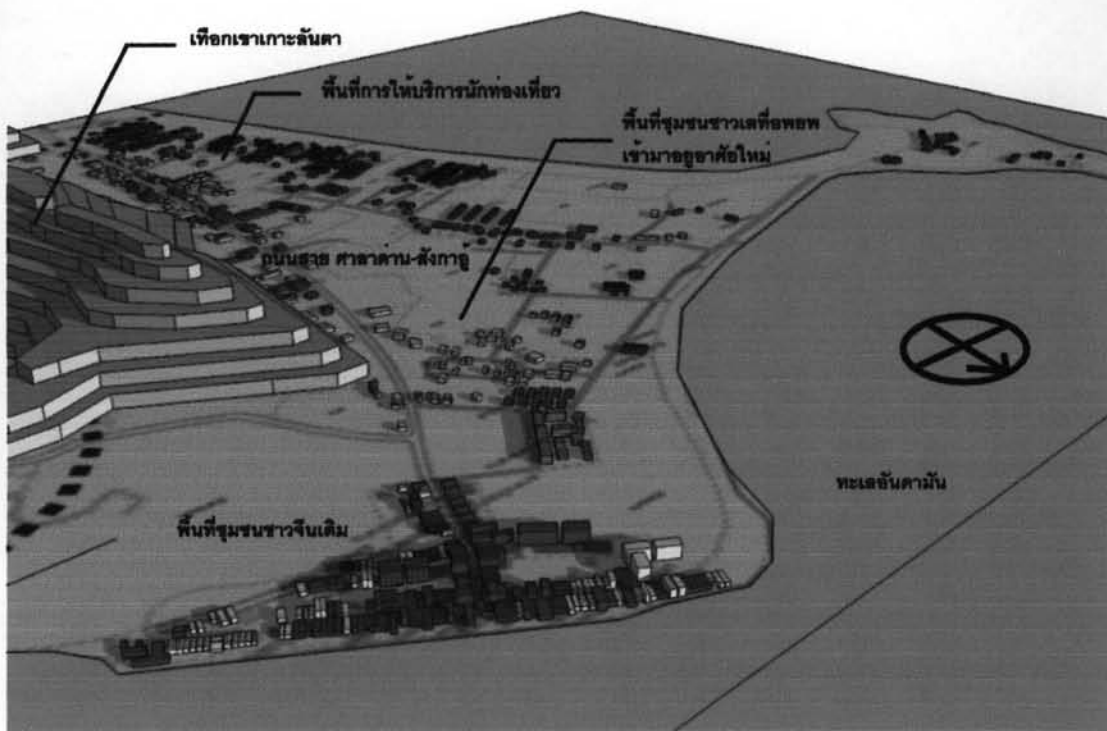 เทือกเขาเกาะลันตา
พื้นที่การให้บริการนักท่องเที่ยว
พื้นที่ชุมชนชาวเลที่อพยพ
เข้ามาอยู่อาศัยใหม่
ถนนสาย ศาลาด่าน-สังกาอู้
ทะเลอันดามัน
พื้นที่ชุมชนชาวจีนเดิม